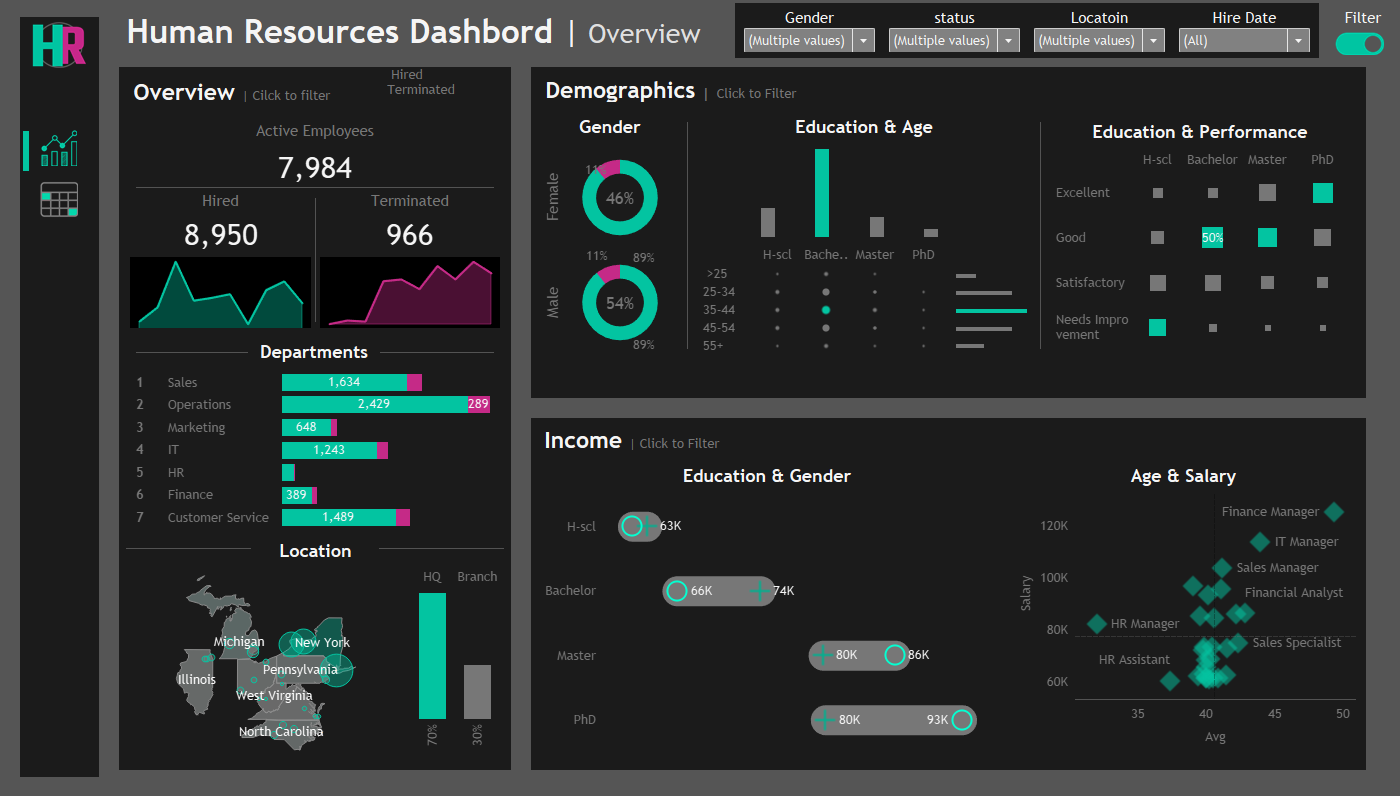 HR
Human Resources Dashbord | Overview
Gender
(Multiple values)
status
(Multiple values)
Locatoin
(Multiple values)
Hire Date
(All)
Filter
Overview | Cilck to filter
Hired
Terminated
Active Employees
7,984
Hired
8,950
Terminated
966
Departments
1 Sales 1,634
2 Operations 2,429 289
3 Marketing 648
4 IT 1,243
5 HR
6 Finance 389
7 Customer Service 1,489
Location
Michigan
New York
Pennsylvania
Illinois
West Virginia
North Carolina
HQ Branch
70% 30%
Demographics | Click to Filter
Gender
Female
11%
46%
89%
Male
11%
54%
89%
Education & Age
H-scl Bache.. Master PhD
>25
25-34
35-44
45-54
55+
Education & Performance
H-scl Bachelor Master PhD
Excellent
Good 50%
Satisfactory
Needs Impro
vement
Income | Click to Filter
Education & Gender
H-scl 63K
Bachelor 66K 74K
Master 80K 86K
PhD 80K 93K
Age & Salary
Salary
120K
100K
80K
60K
Finance Manager
IT Manager
Sales Manager
Financial Analyst
HR Manager
Sales Specialist
HR Assistant
35 40 45 50
Avg